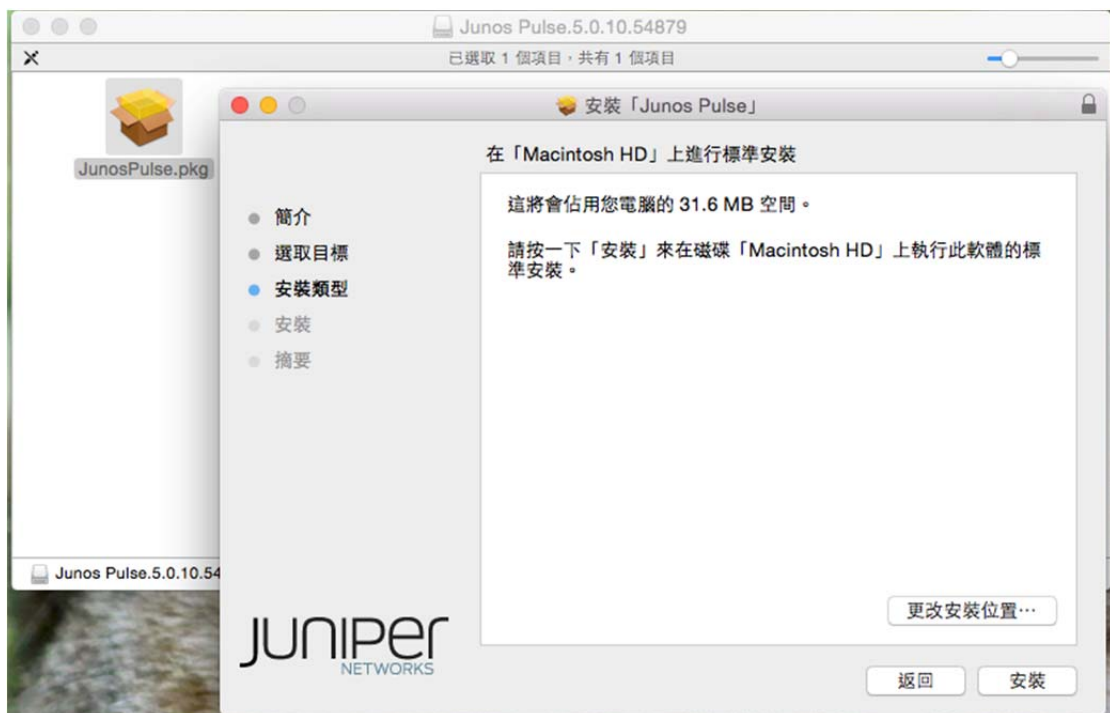 Junos Pulse.5.0.10.54879
已選取 1 個項目，共有 1 個項目
JunosPulse.pkg
安裝「Junos Pulse」
在「Macintosh HD」上進行標準安裝
簡介
選取目標
安裝類型
安裝
摘要
這將會佔用您電腦的 31.6 MB 空間。
請按一下「安裝」來在磁碟「Macintosh HD」上執行此軟體的標
準安裝。
Junos Pulse.5.0.10.54
更改安裝位置⋯
JUNIPer
NETWORKS
返回
安裝